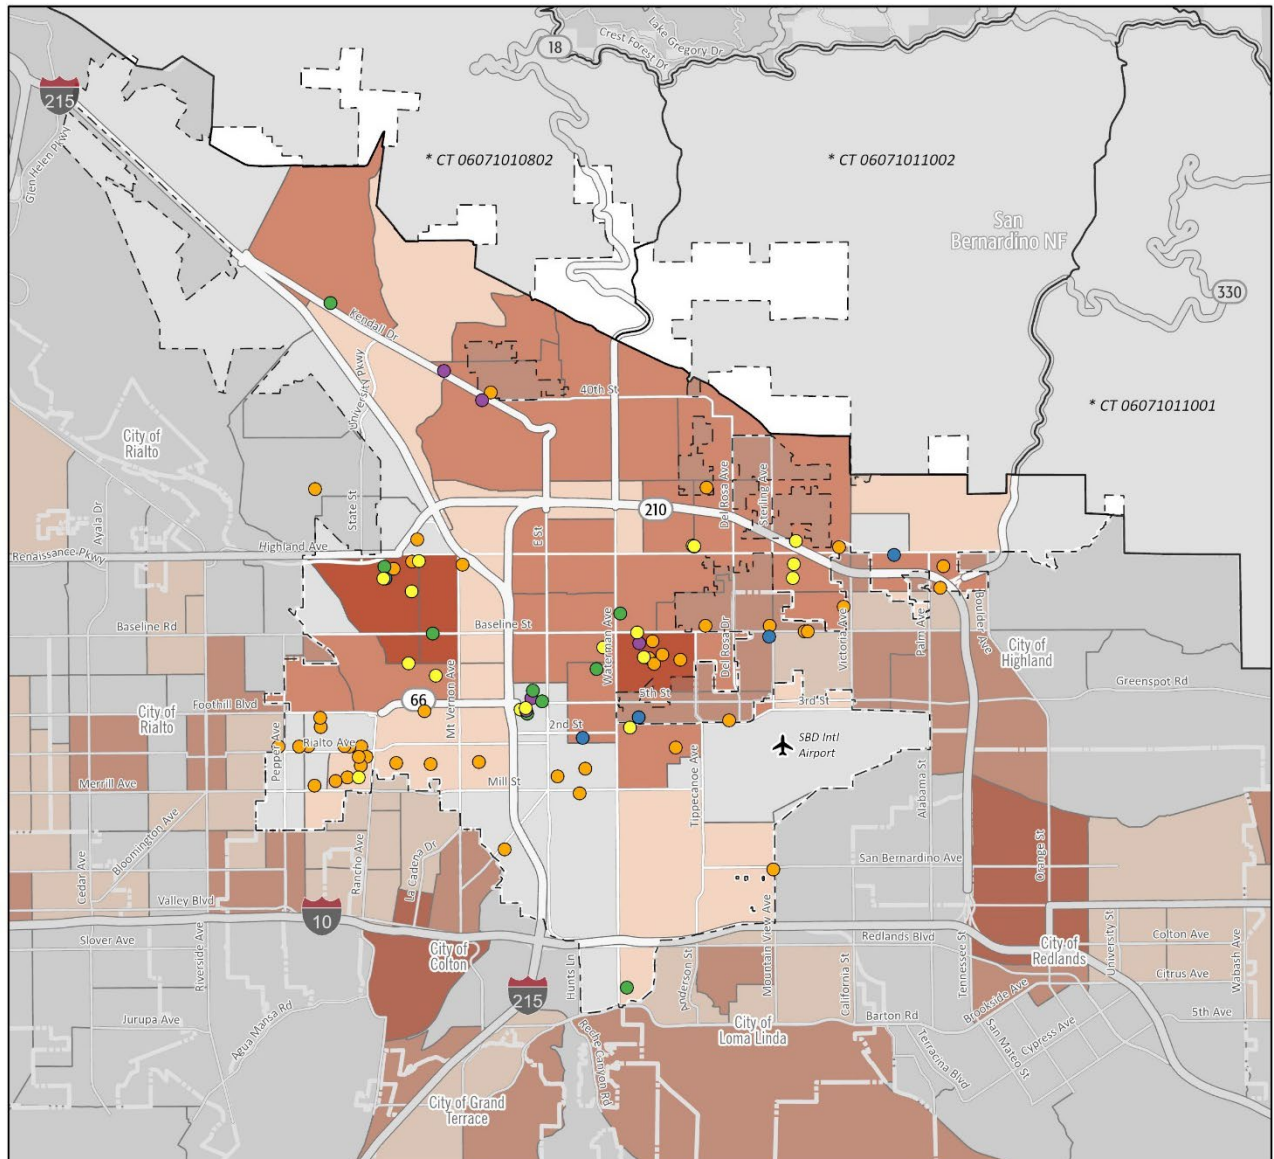 Lake Gregory Dr
Crest Forest Dr
18
215
Glen Helen Pkwy
* CT 06071010802
* CT 06071011002
San
Bernardino NF
330
Kendall Dr
University Pkwy
40th St
* CT 06071011001
City of
Rialto
Ayala Dr
State St
Del Rosa Ave
Sterling Ave
210
E St
Highland Ave
Renaissance Pkwy
Baseline Rd
Baseline St
Waterman Ave
Del Rosa Dr
Victoria Ave
Palm Ave
Boulder Ave
City of
Highland
Mt Vernon Ave
66
5th St
3rd St
Greenspot Rd
Foothill Blvd
City of
Rialto
2nd St
Pepper Ave
Rialto Ave
SBD Intl
Airport
Merrill Ave
Mill St
Tippecanoe Ave
Alabama St
Bloomington Ave
Cedar Ave
Rancho Ave
La Cadena Dr
San Bernardino Ave
Orange St
Valley Blvd
10
Slover Ave
Riverside Ave
City of
Colton
Hunts Ln
Anderson St
Mountain View Ave
Redlands Blvd
California St
Tennessee St
City of
Redlands
University St
Colton Ave
Citrus Ave
Wabash Ave
215
Jurupa Ave
Agua Mansa Rd
Reche Canyon Rd
City of
Loma Linda
Barton Rd
Brookside Ave
San Mateo St
Cypress Ave
5th Ave
Terracina Blvd
City of Grand
Terrace